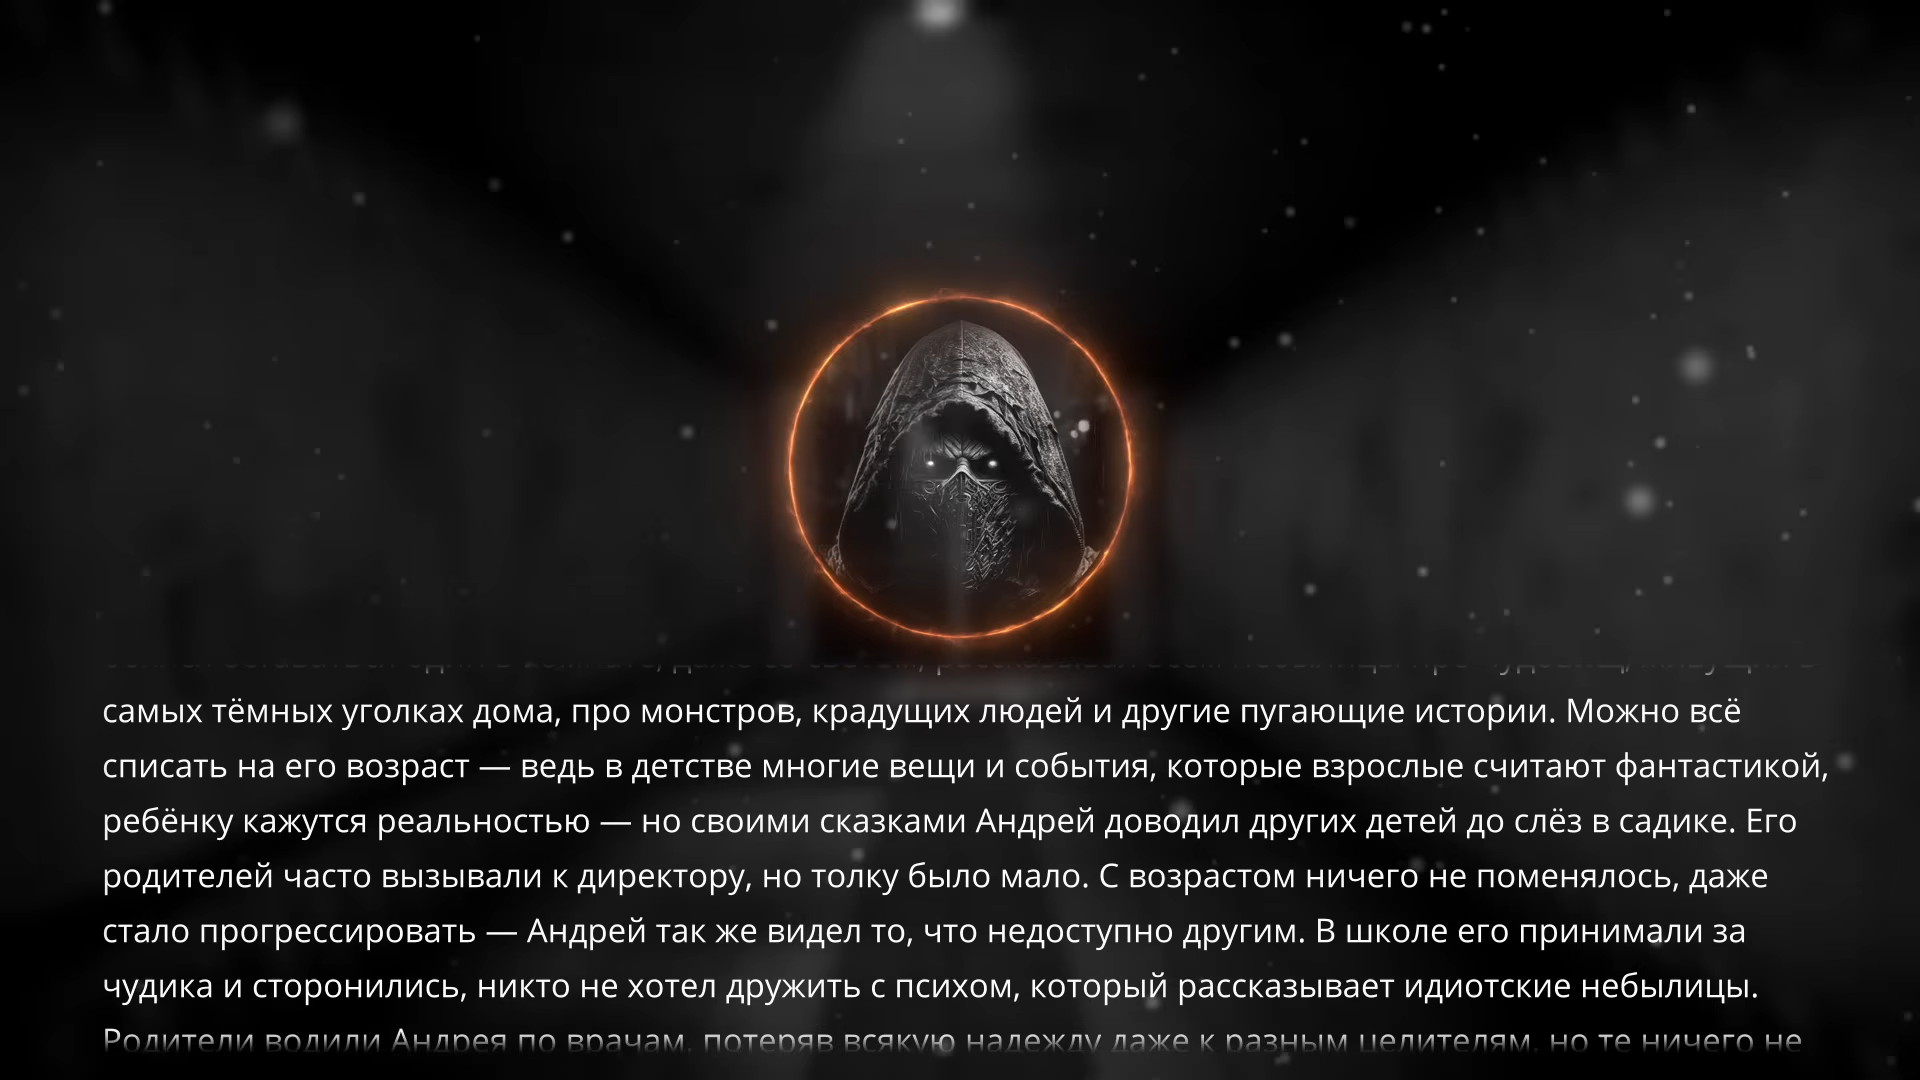 самых тёмных уголках дома, про монстров, крадущих людей и другие пугающие истории. Можно всё
списать на его возраст — ведь в детстве многие вещи и события, которые взрослые считают фантастикой,
ребёнку кажутся реальностью — но своими сказками Андрей доводил других детей до слёз в садике. Его
родителей часто вызывали к директору, но толку было мало. С возрастом ничего не поменялось, даже
стало прогрессировать — Андрей так же видел то, что недоступно другим. В школе его принимали за
чудика и сторонились, никто не хотел дружить с психом, который рассказывает идиотские небылицы.
Родители водили Андрея по врачам, потеряв всякую надежду даже к разным целителям, но те ничего не